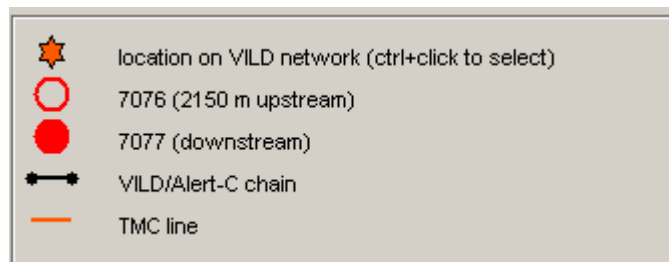 location on VILD network (ctrl+click to select)
7076 (2150 m upstream)
7077 (downstream)
VILD/Alert-C chain
TMC line